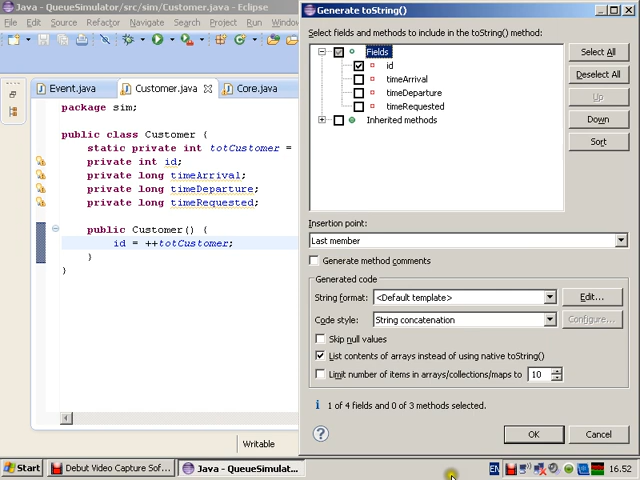 Java - QueueSimulator/src/sim/Customer.java - Eclipse
File Edit Source Refactor Navigate Search Project Run Window
Event.java
Customer.java
Core.java
package sim;
public class Customer {
static private int totCustomer =
private int id;
private long timeArrival;
private long timeDeparture;
private long timeRequested;
public Customer() {
id = ++totCustomer;
}
}
Writable
Generate toString()
Select fields and methods to include in the toString() method:
Fields
id
timeArrival
timeDeparture
timeRequested
Inherited methods
Select All
Deselect All
Up
Down
Sort
Insertion point:
Last member
Generate method comments
Generated code
String format:
<Default template>
Edit...
Code style:
String concatenation
Configure...
Skip null values
List contents of arrays instead of using native toString()
Limit number of items in arrays/collections/maps to 10
1 of 4 fields and 0 of 3 methods selected.
OK
Cancel
Start
Debut Video Capture Sof...
Java - QueueSimulat...
EN
16.52